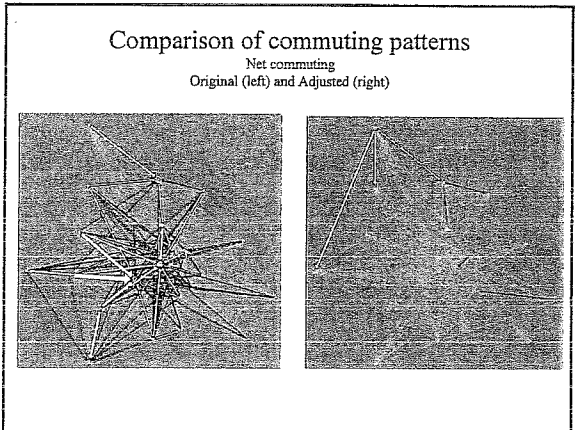 Comparison of commuting patterns
Net commuting
Original (left) and Adjusted (right)